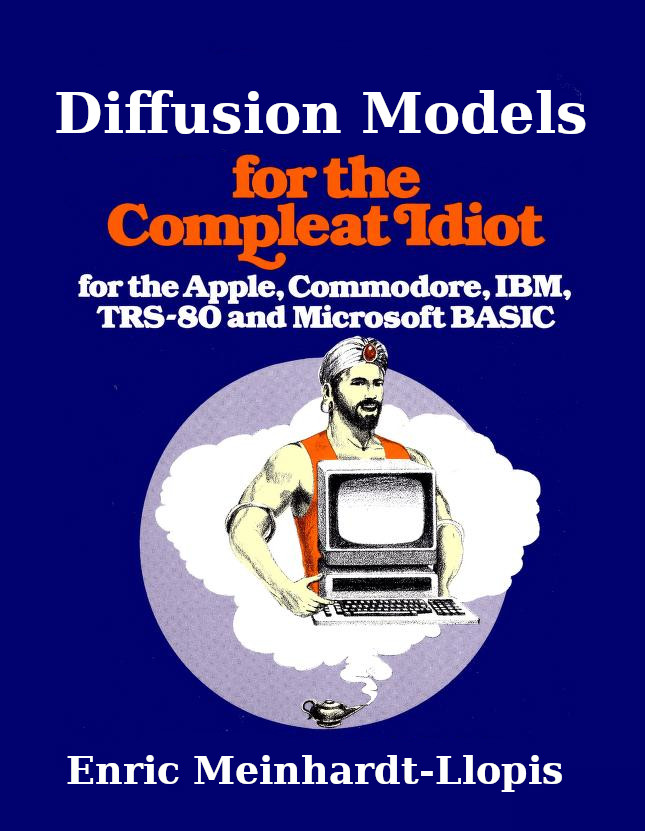 Diffusion Models
for the
Compleat Idiot
for the Apple, Commodore, IBM,
TRS-80 and Microsoft BASIC
Enric Meinhardt-Llopis